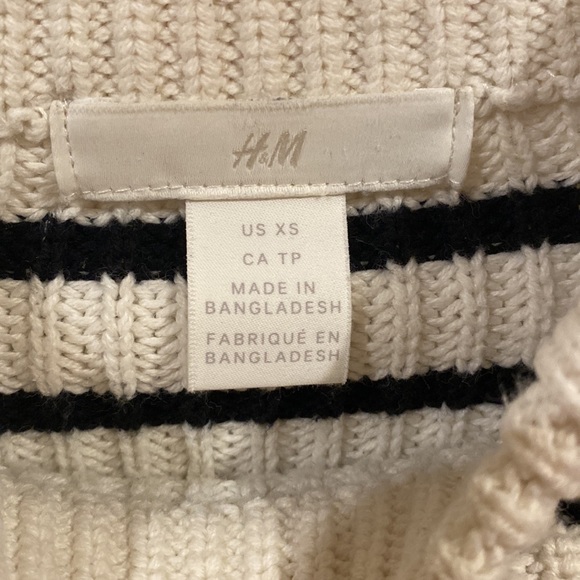 H&M
US XS
CA TP
MADE IN
BANGLADESH
FABRIQUÉ EN
BANGLADESH